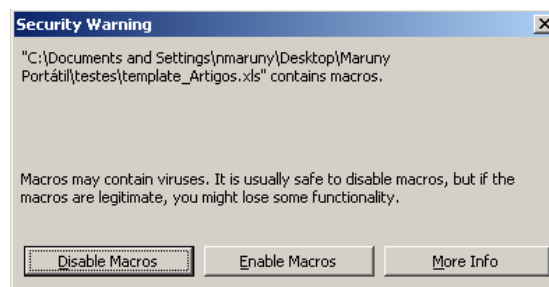 Security Warning
"C:\Documents and Settings\nmaruny\Desktop\Maruny
Portátil\testes\template_Artigos.xls" contains macros.
Macros may contain viruses. It is usually safe to disable macros, but if the
macros are legitimate, you might lose some functionality.
Disable Macros Enable Macros More Info